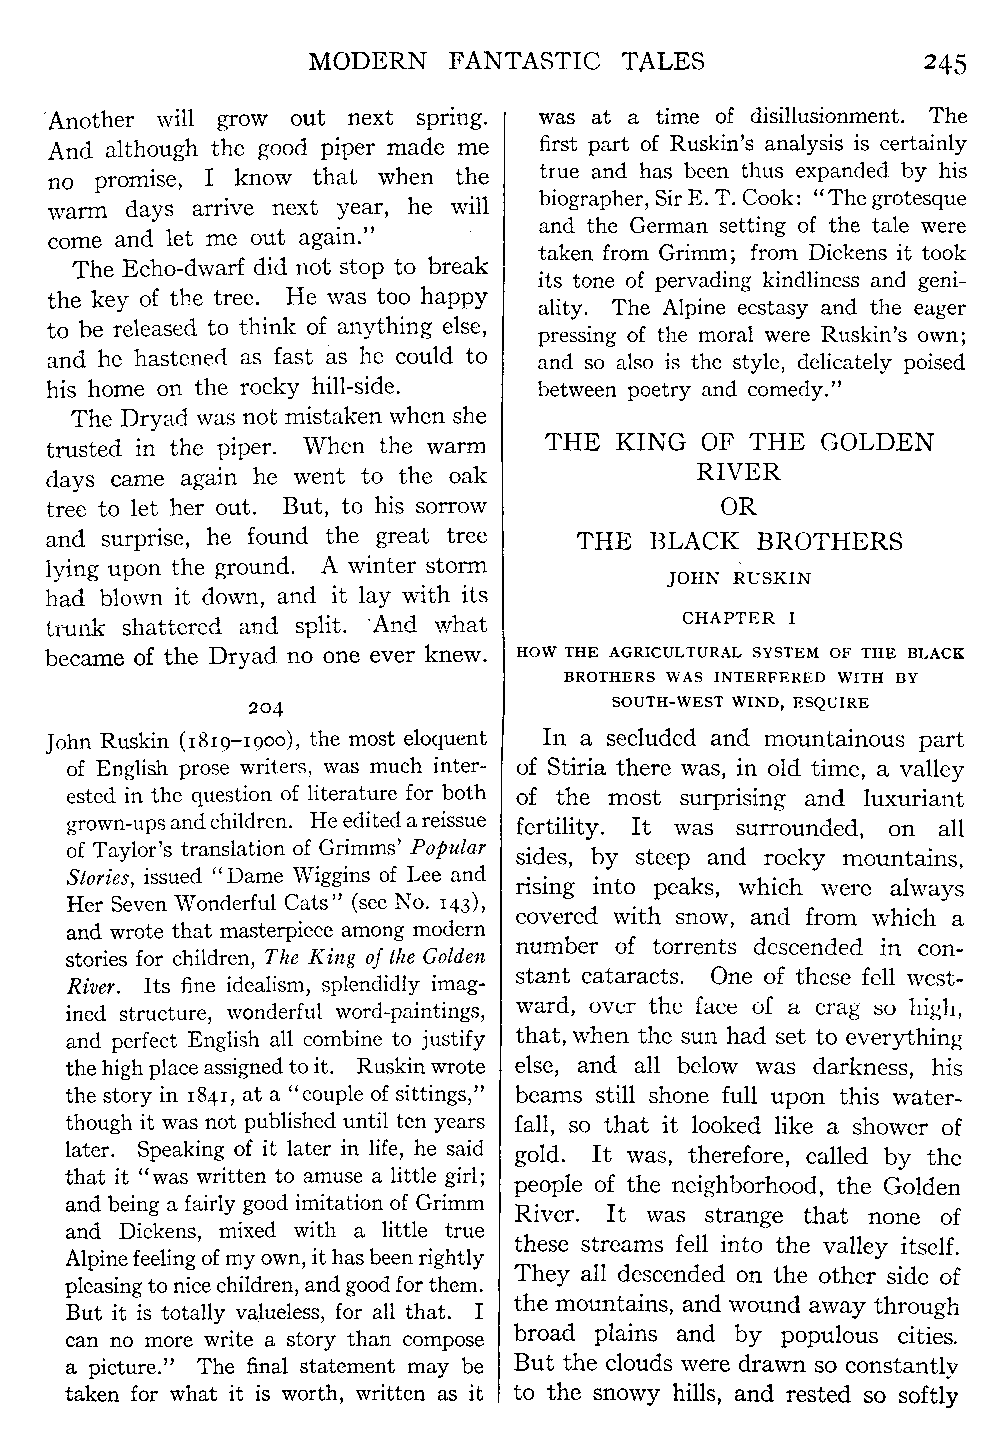 MODERN FANTASTIC TALES 245
Another will grow out next spring.
And although the good piper made me
no promise, I know that when the
warm days arrive next year, he will
come and let me out again."
The Echo-dwarf did not stop to break
the key of the tree. He was too happy
to be released to think of anything else,
and he hastened as fast as he could to
his home on the rocky hill-side.
The Dryad was not mistaken when she
trusted in the piper. When the warm
days came again he went to the oak
tree to let her out. But, to his sorrow
and surprise, he found the great tree
lying upon the ground. A winter storm
had blown it down, and it lay with its
trunk shattered and split. And what
became of the Dryad no one ever knew.
204
John Ruskin (1819–1900), the most eloquent
of English prose writers, was much inter-
ested in the question of literature for both
grown-ups and children. He edited a reissue
of Taylor's translation of Grimms' Popular
Stories, issued "Dame Wiggins of Lee and
Her Seven Wonderful Cats" (see No. 143),
and wrote that masterpiece among modern
stories for children, The King of the Golden
River. Its fine idealism, splendidly imag-
ined structure, wonderful word-paintings,
and perfect English all combine to justify
the high place assigned to it. Ruskin wrote
the story in 1841, at a "couple of sittings,"
though it was not published until ten years
later. Speaking of it later in life, he said
that it "was written to amuse a little girl;
and being a fairly good imitation of Grimm
and Dickens, mixed with a little true
Alpine feeling of my own, it has been rightly
pleasing to nice children, and good for them.
But it is totally valueless, for all that. I
can no more write a story than compose
a picture." The final statement may be
taken for what it is worth, written as it
was at a time of disillusionment. The
first part of Ruskin's analysis is certainly
true and has been thus expanded by his
biographer, Sir E. T. Cook: "The grotesque
and the German setting of the tale were
taken from Grimm; from Dickens it took
its tone of pervading kindliness and geni-
ality. The Alpine ecstasy and the eager
pressing of the moral were Ruskin's own;
and so also is the style, delicately poised
between poetry and comedy."
THE KING OF THE GOLDEN
RIVER
OR
THE BLACK BROTHERS
JOHN RUSKIN
CHAPTER I
HOW THE AGRICULTURAL SYSTEM OF THE BLACK
BROTHERS WAS INTERFERED WITH BY
SOUTH-WEST WIND, ESQUIRE
In a secluded and mountainous part
of Stiria there was, in old time, a valley
of the most surprising and luxuriant
fertility. It was surrounded, on all
sides, by steep and rocky mountains,
rising into peaks, which were always
covered with snow, and from which a
number of torrents descended in con-
stant cataracts. One of these fell west-
ward, over the face of a crag so high,
that, when the sun had set to everything
else, and all below was darkness, his
beams still shone full upon this water-
fall, so that it looked like a shower of
gold. It was, therefore, called by the
people of the neighborhood, the Golden
River. It was strange that none of
these streams fell into the valley itself.
They all descended on the other side of
the mountains, and wound away through
broad plains and by populous cities.
But the clouds were drawn so constantly
to the snowy hills, and rested so softly